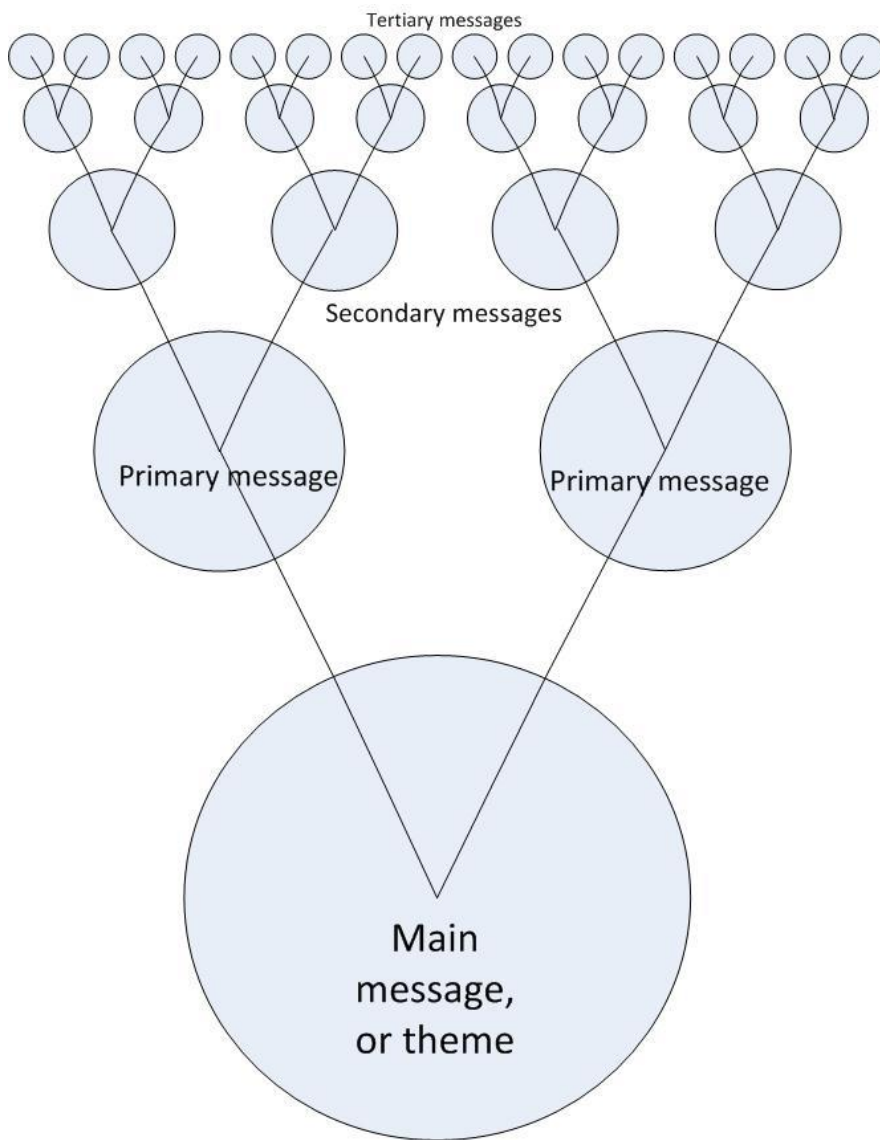 Tertiary messages
Secondary messages
Primary message
Primary message
Main
message,
or theme